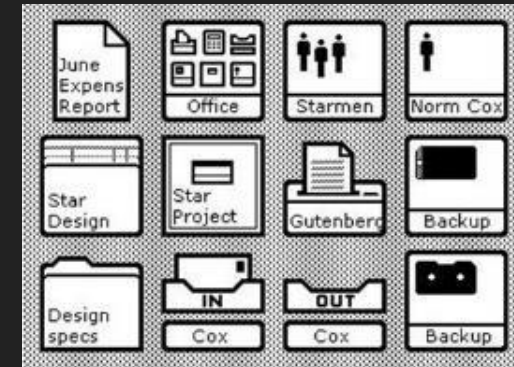 June
Expens
Report
Office
Starmen
Norm Cox
Star
Design
Star
Project
Gutenberg
Backup
Design
specs
IN
Cox
OUT
Cox
Backup